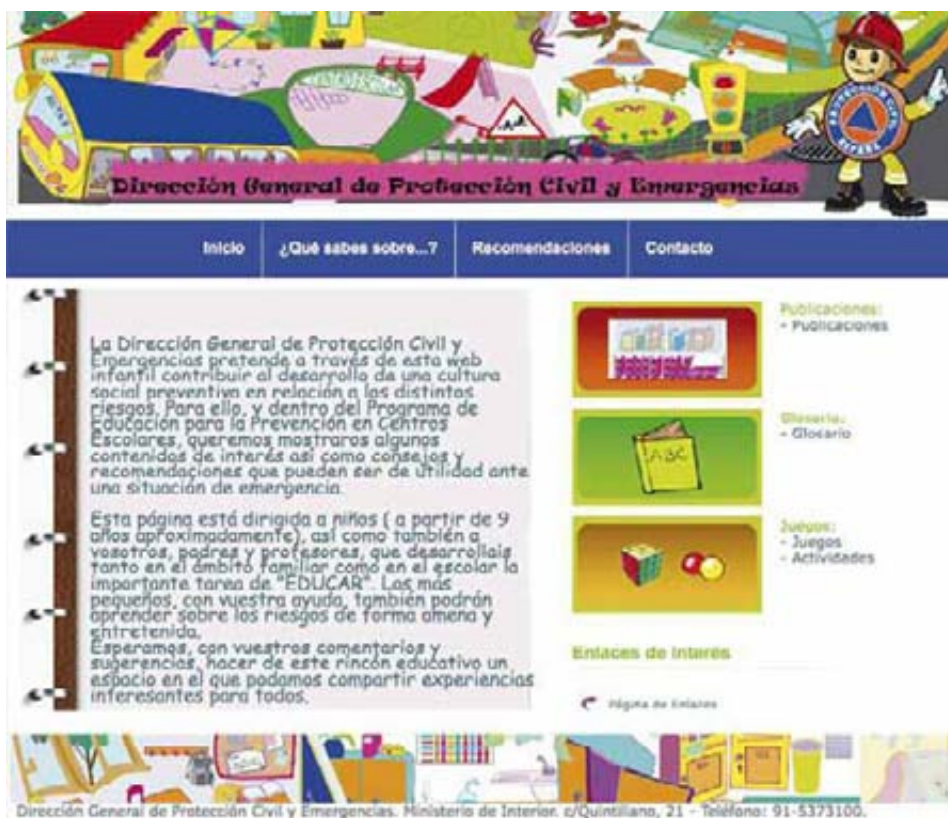 PROTECCIÓN CIVIL
ESPAÑA
Dirección General de Protección Civil y Emergencias
Inicio
¿Qué sabes sobre...?
Recomendaciones
Contacto
La Dirección General de Protección Civil y
Emergencias pretende a través de esta web
infantil contribuir al desarrollo de una cultura
social preventiva en relación a los distintos
riesgos. Para ello, y dentro del Programa de
Educación para la Prevención en Centros
Escolares, queremos mostraros algunos
contenidos de interés así como consejos y
recomendaciones que pueden ser de utilidad ante
una situación de emergencia.
Esta página está dirigida a niños ( a partir de 9
años aproximadamente), así como también a
vosotros, padres y profesores, que desarrolláis
tanto en el ámbito familiar como en el escolar la
importante tarea de "EDUCAR". Los más
pequeños, con vuestra ayuda, también podrán
aprender sobre los riesgos de forma amena y
entretenida.
Esperamos, con vuestros comentarios y
sugerencias, hacer de este rincón educativo un
espacio en el que podamos compartir experiencias
interesantes para todos.
Publicaciones:
- Publicaciones
ABC
Glosario:
- Glosario
Juegos:
- Juegos
- Actividades
Enlaces de Interés
Página de Enlaces
Dirección General de Protección Civil y Emergencias. Ministerio de Interior. c/Quintiliano, 21 - Teléfono: 91-5373100.